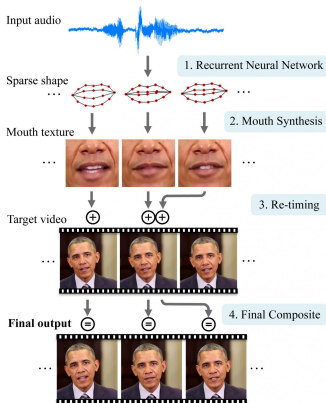 Input audio
1. Recurrent Neural Network
Sparse shape
...
...
2. Mouth Synthesis
Mouth texture
...
...
3. Re-timing
Target video
...
...
4. Final Composite
Final output
...
...